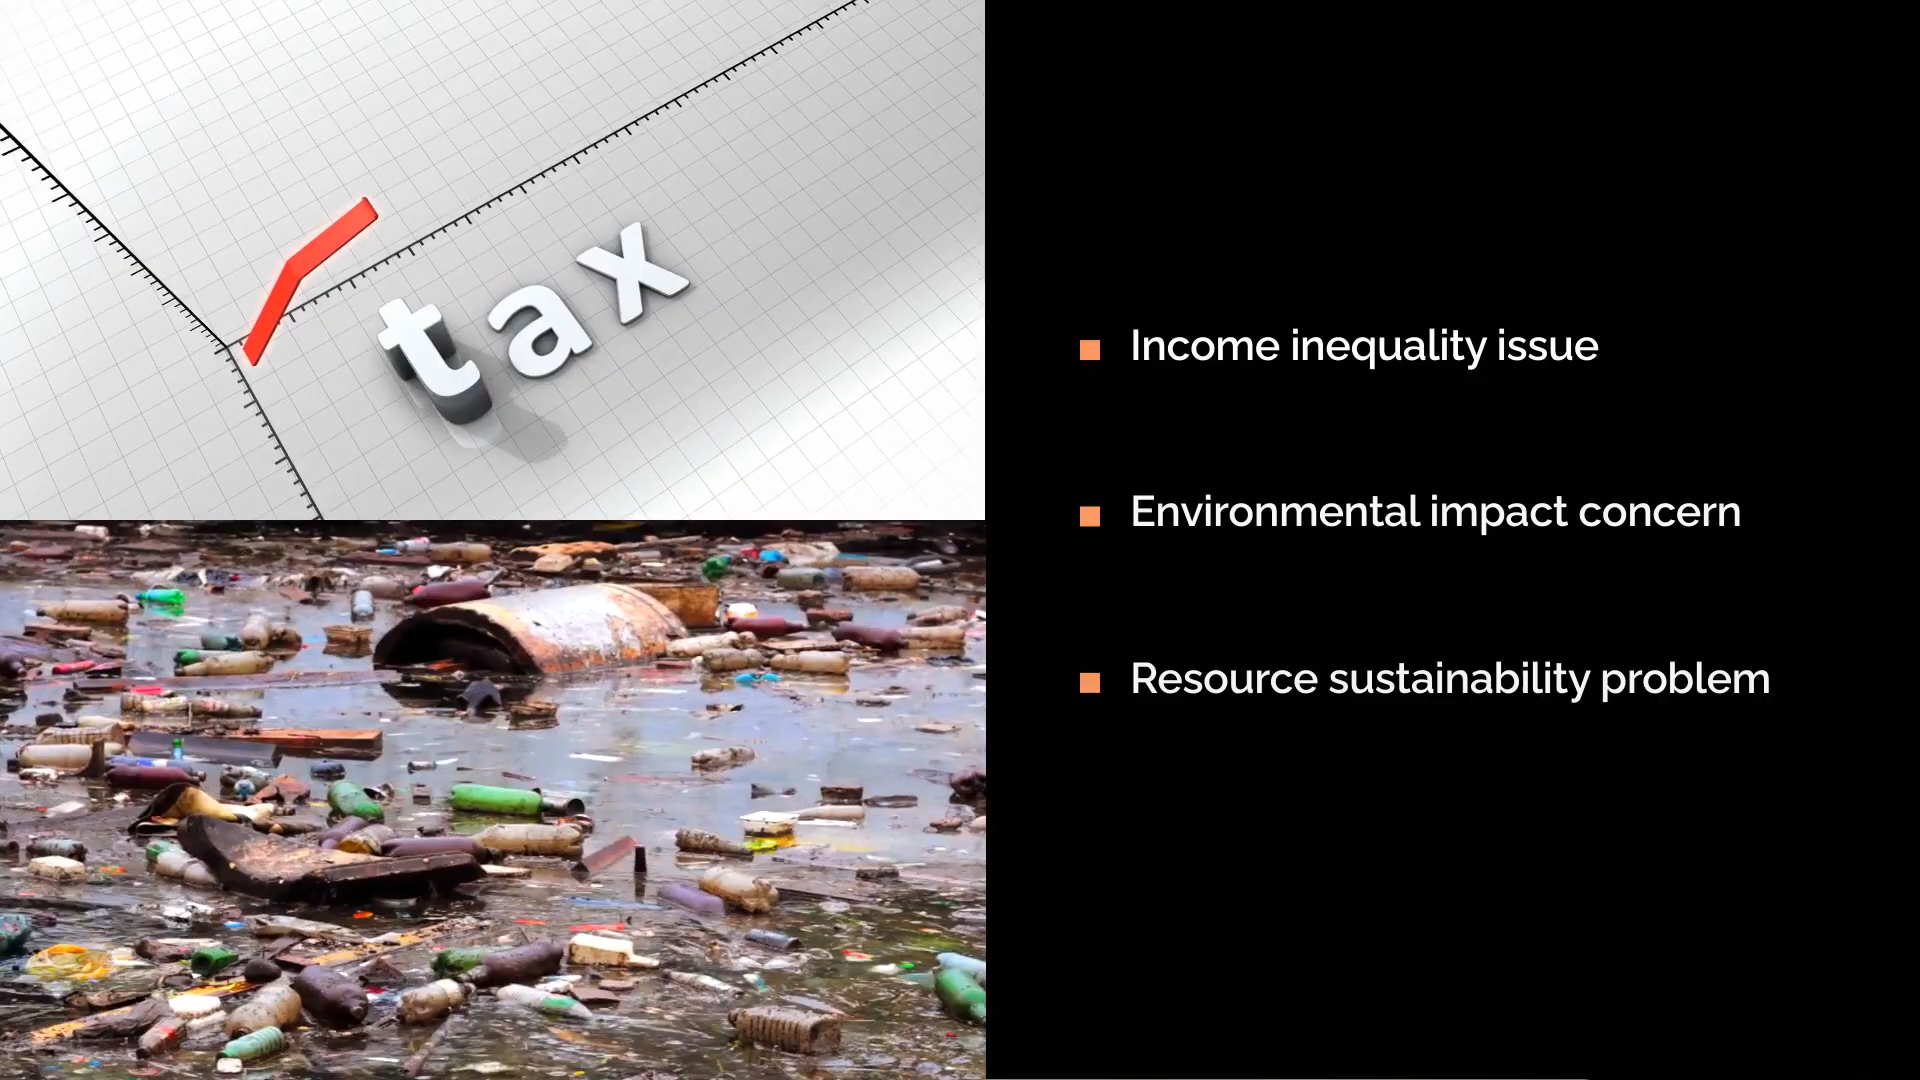 tax
Income inequality issue
Environmental impact concern
Resource sustainability problem